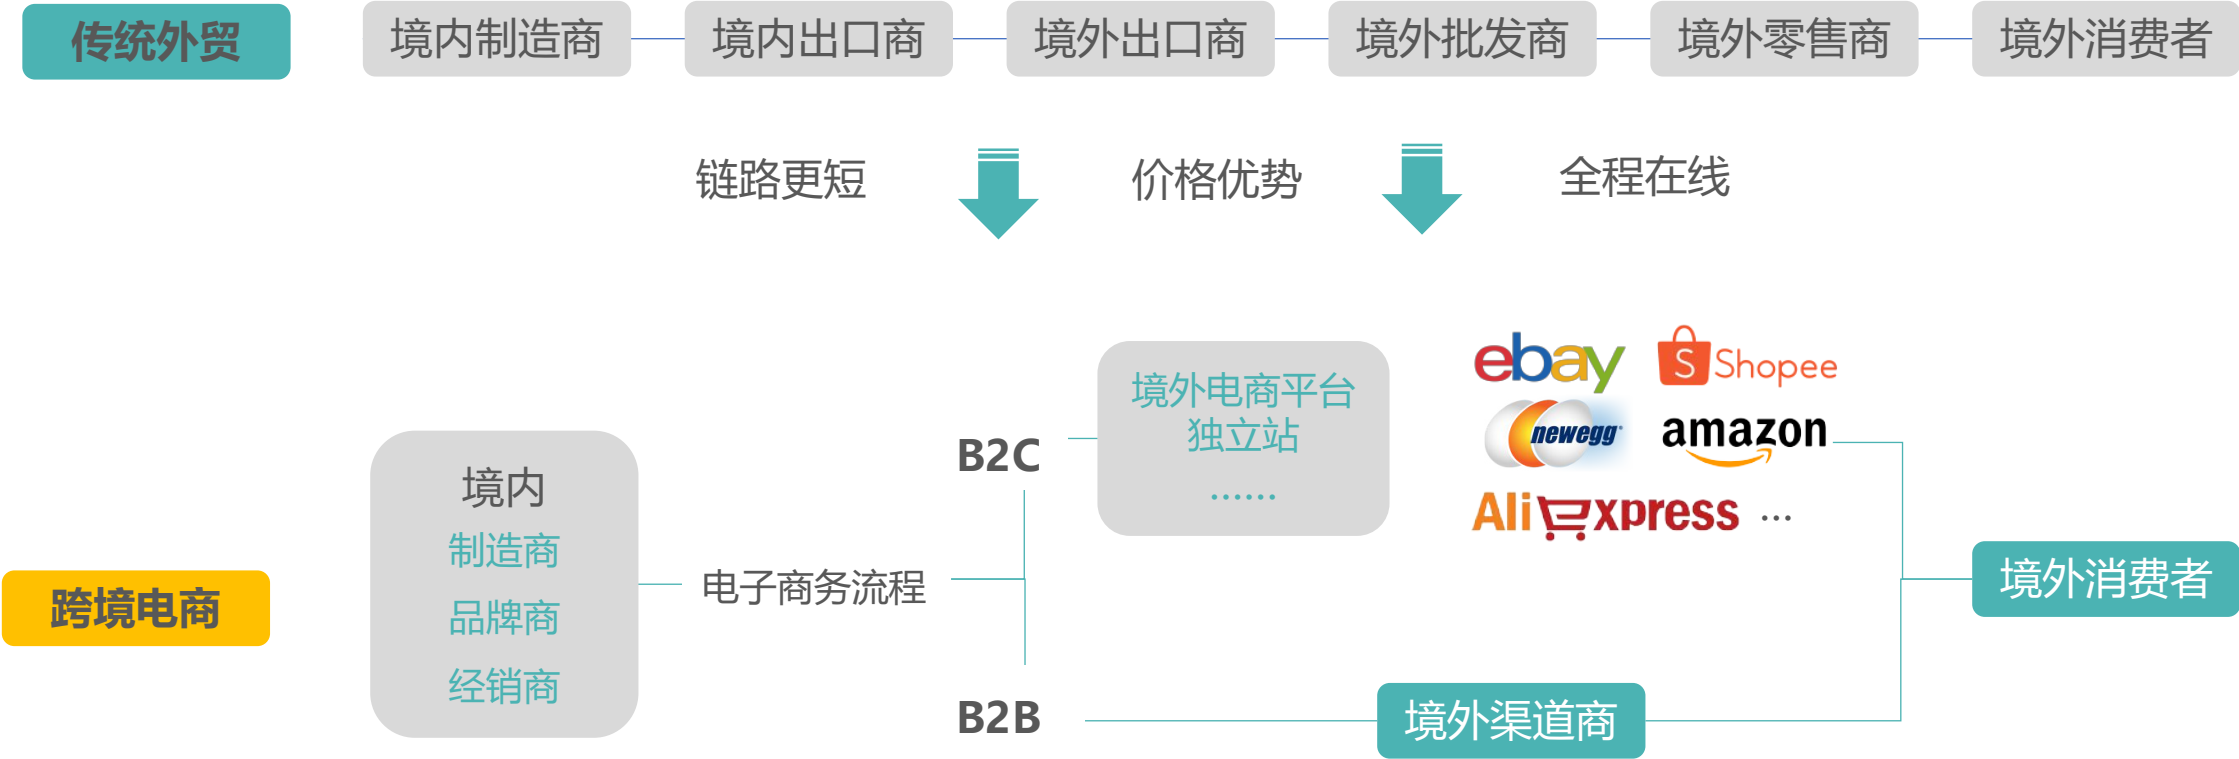 传统外贸
境内制造商
境内出口商
境外出口商
境外批发商
境外零售商
境外消费者
链路更短
价格优势
全程在线
跨境电商
境内
制造商
品牌商
经销商
电子商务流程
B2C
境外电商平台
独立站
……
ebay
Shopee
newegg
amazon
AliExpress
…
B2B
境外渠道商
境外消费者